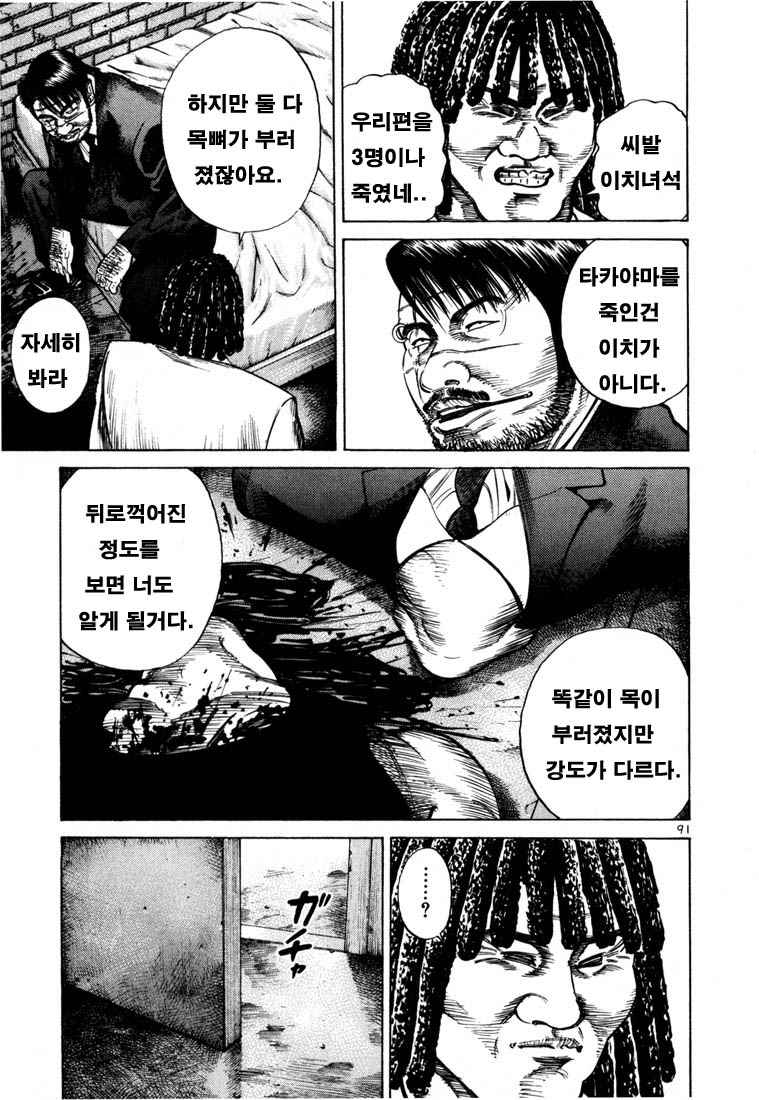 씨발
이치녀석
우리편을
3명이나
죽였네..
타카야마를
죽인건
이치가
아니다.
하지만 둘 다
목뼈가 부러
졌잖아요.
자세히
봐라
뒤로꺾어진
정도를
보면 너도
알게 될거다.
똑같이 목이
부러졌지만
강도가 다르다.
91
……?
ガチャ